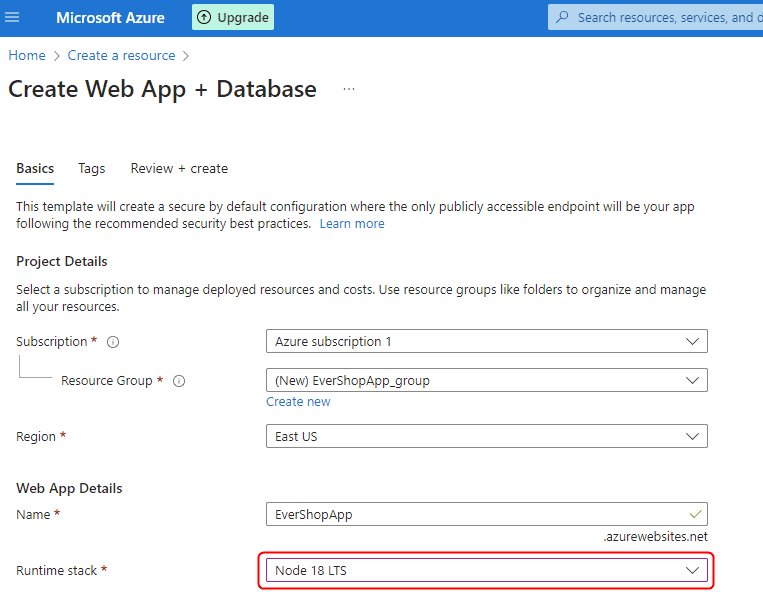 Microsoft Azure Upgrade Search resources, services, and d
Home > Create a resource >
Create Web App + Database ...
Basics Tags Review + create
This template will create a secure by default configuration where the only publicly accessible endpoint will be your app
following the recommended security best practices. Learn more
Project Details
Select a subscription to manage deployed resources and costs. Use resource groups like folders to organize and manage
all your resources.
Subscription * Azure subscription 1
Resource Group * (New) EverShopApp_group
Create new
Region * East US
Web App Details
Name * EverShopApp
.azurewebsites.net
Runtime stack * Node 18 LTS